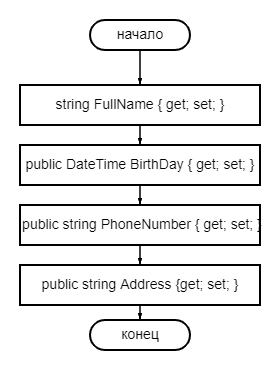 начало
string FullName { get; set; }
public DateTime BirthDay { get; set; }
public string PhoneNumber { get; set; }
public string Address {get; set; }
конец